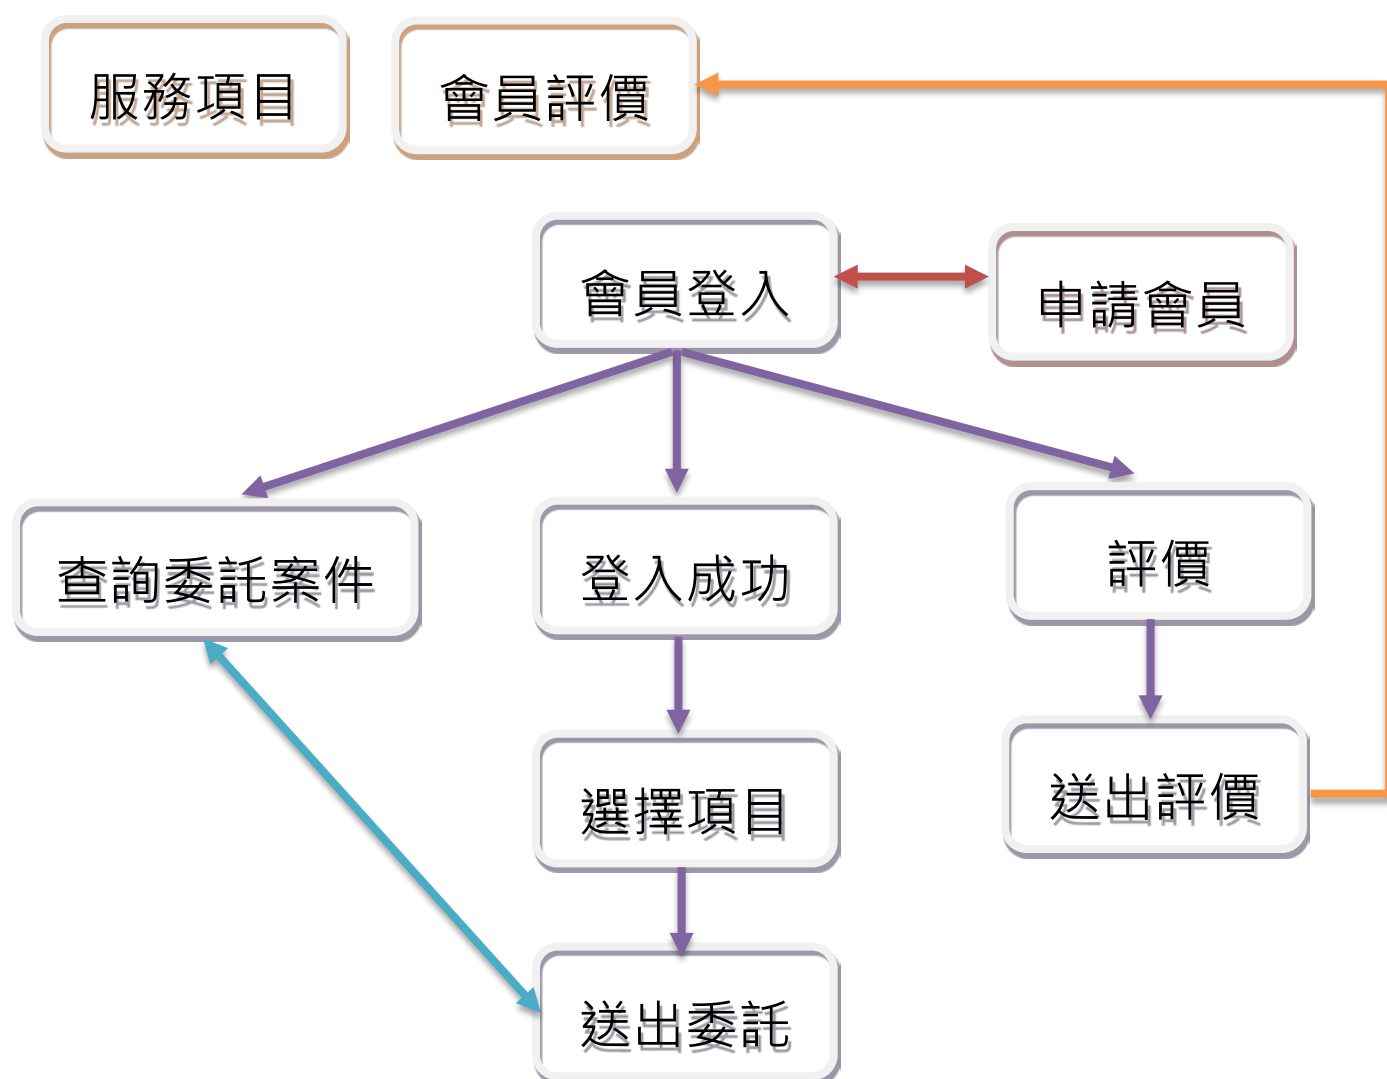 服務項目
會員評價
會員登入
申請會員
查詢委託案件
登入成功
評價
選擇項目
送出評價
送出委託